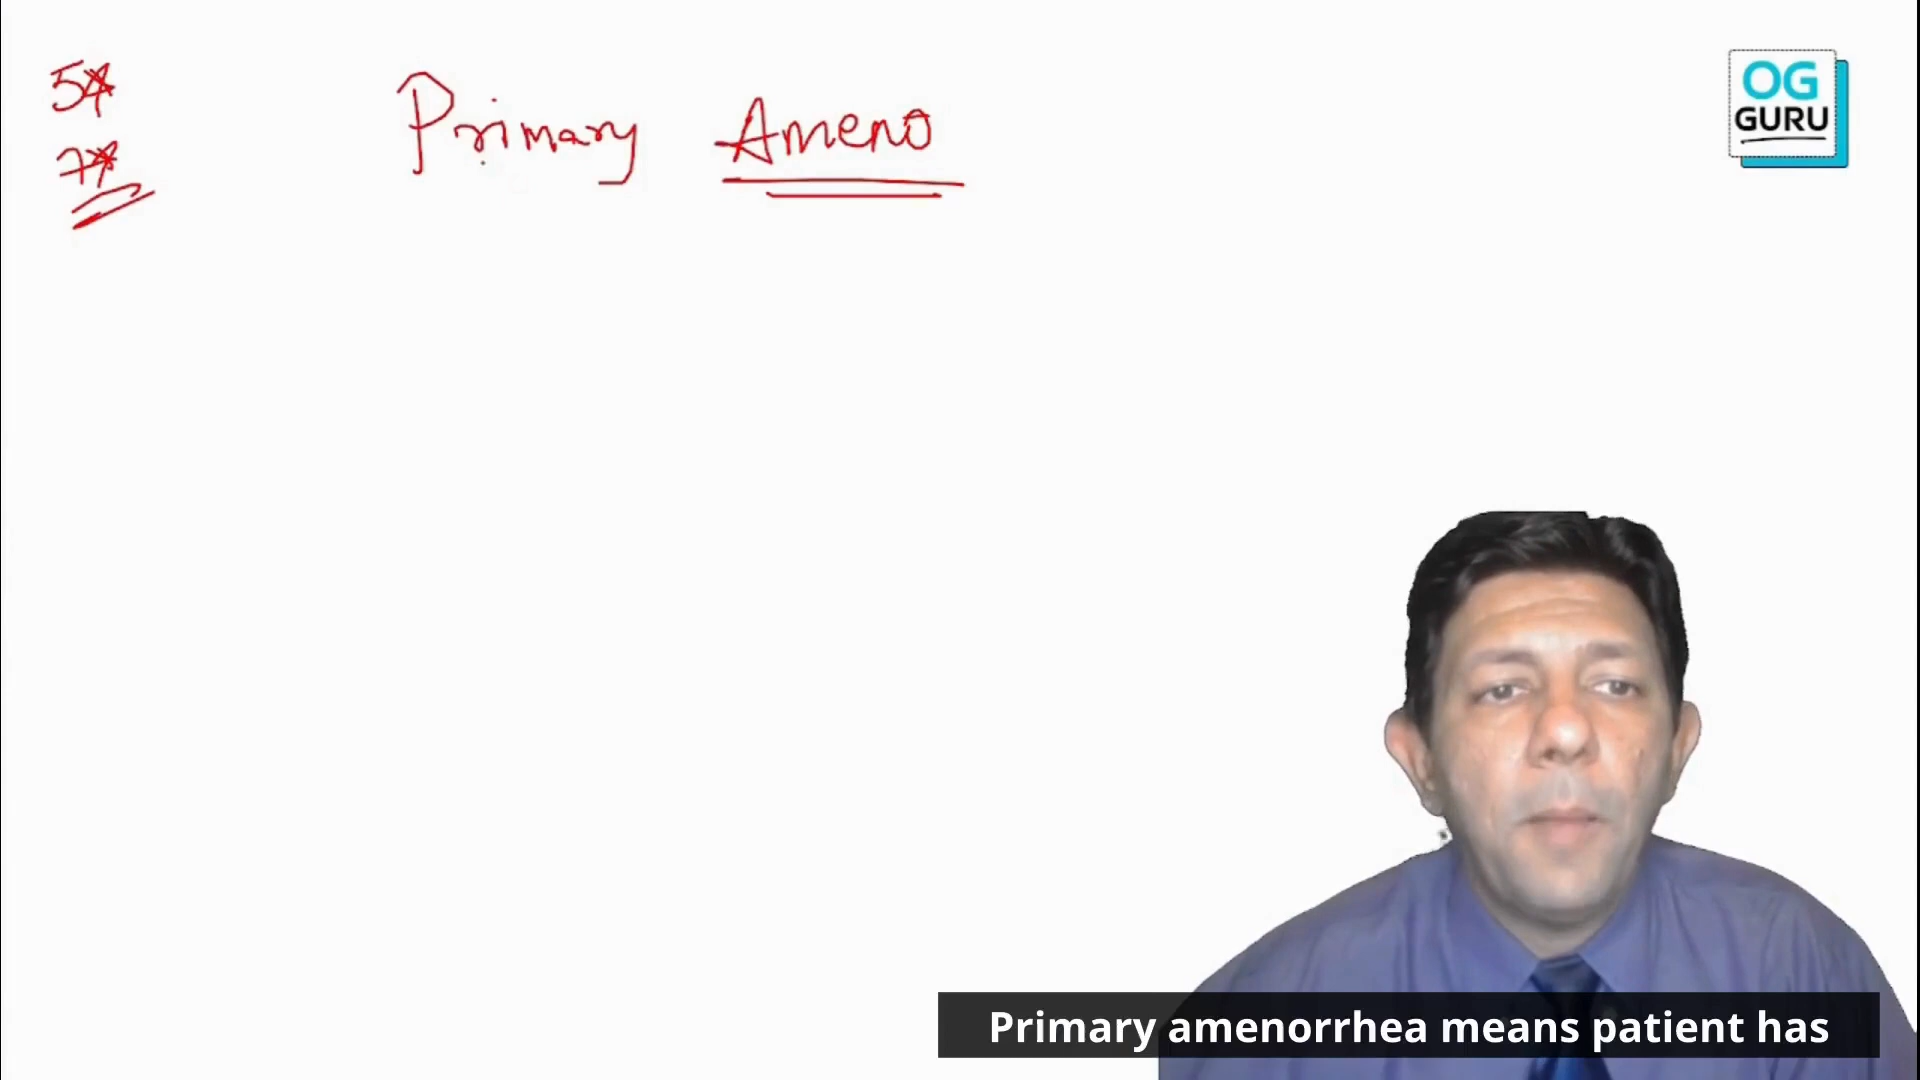 5*
7*
Primary Ameno
OG
GURU
Primary amenorrhea means patient has